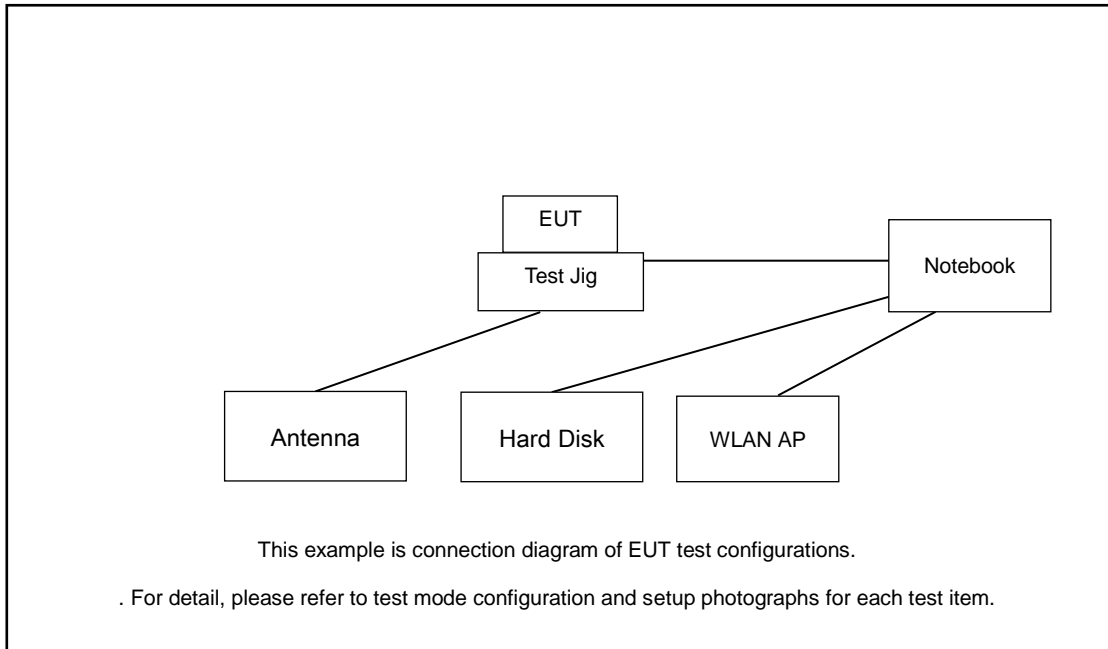 EUT
Test Jig
Notebook
Antenna
Hard Disk
WLAN AP
This example is connection diagram of EUT test configurations.
. For detail, please refer to test mode configuration and setup photographs for each test item.